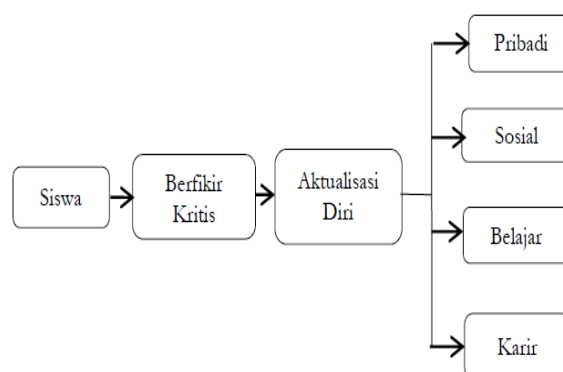 Siswa
Berfikir
Kritis
Aktualisasi
Diri
Pribadi
Sosial
Belajar
Karir